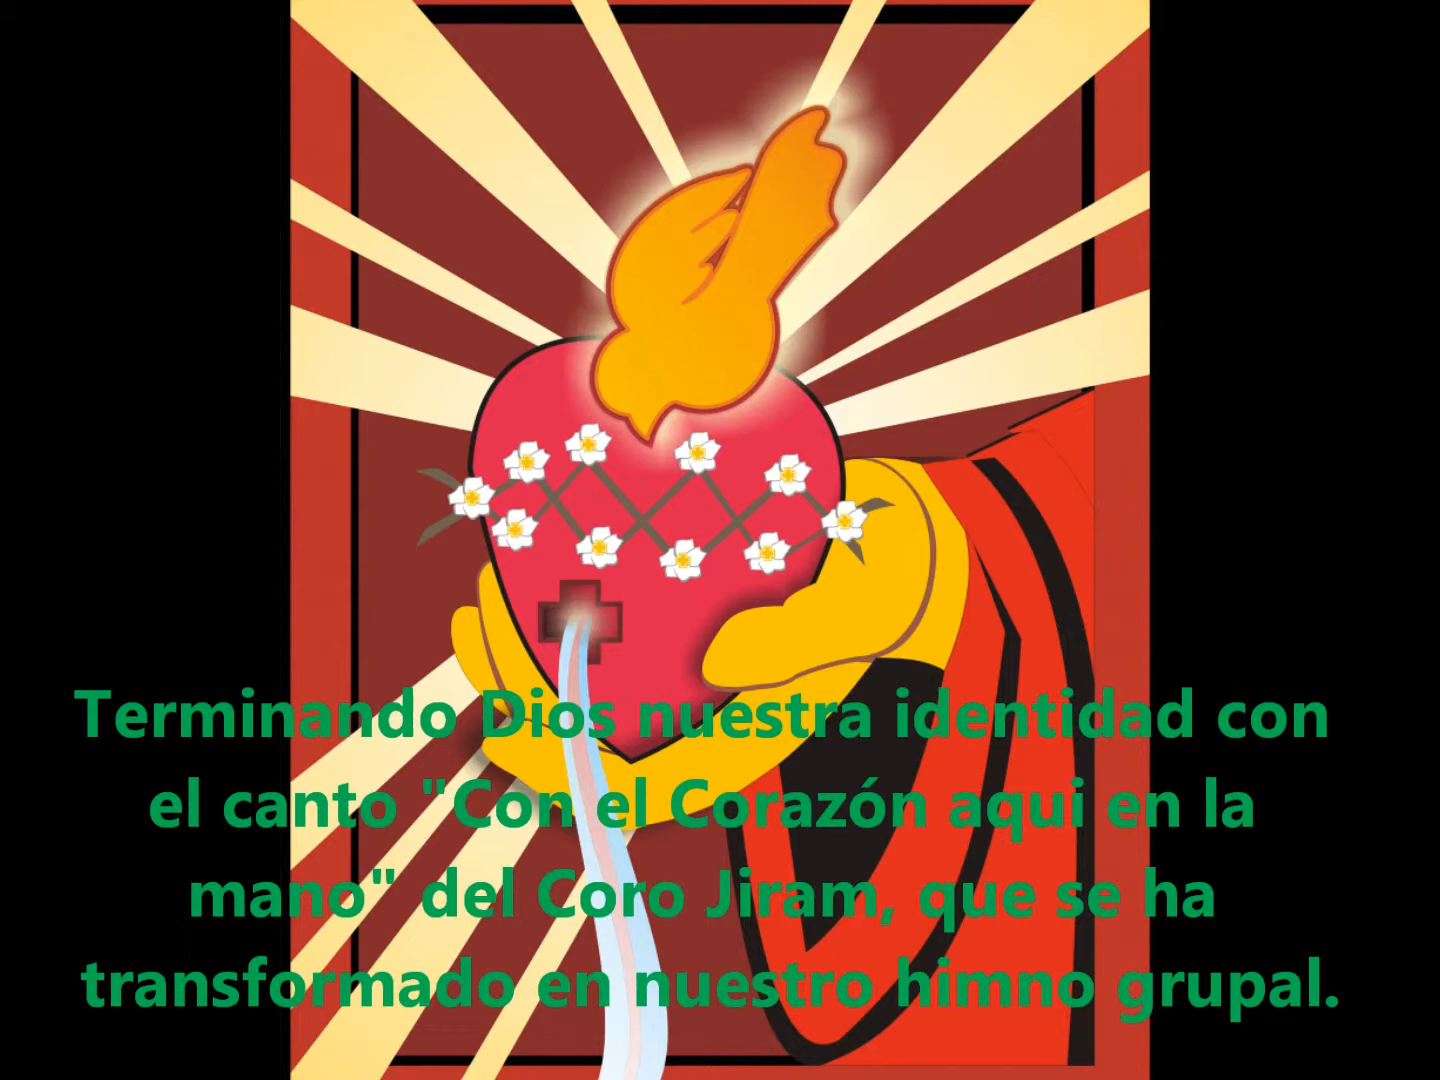 Terminando Dios nuestra identidad con
el canto "Con el Corazón aqui en la
mano" del Coro Jiram, que se ha
transformado en nuestro himno grupal.